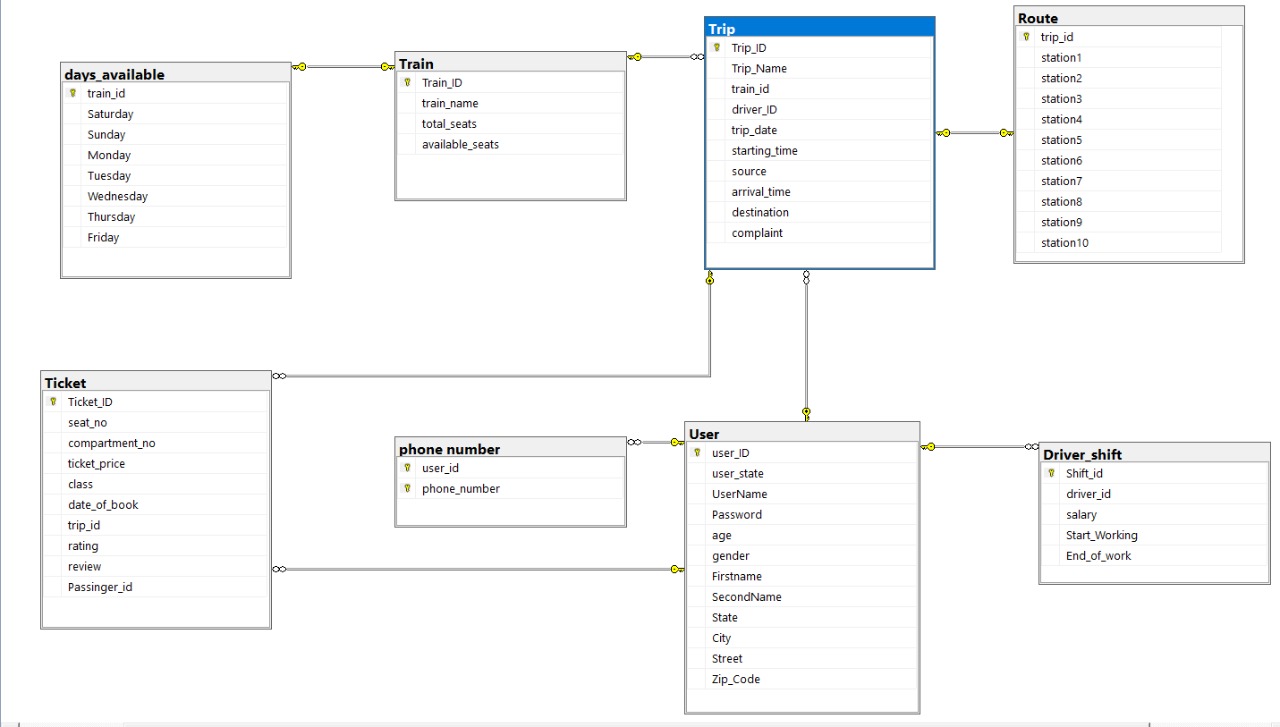 days_available
train_id
Saturday
Sunday
Monday
Tuesday
Wednesday
Thursday
Friday
Train
Train_ID
train_name
total_seats
available_seats
Trip
Trip_ID
Trip_Name
train_id
driver_ID
trip_date
starting_time
source
arrival_time
destination
complaint
Route
trip_id
station1
station2
station3
station4
station5
station6
station7
station8
station9
station10
Ticket
Ticket_ID
seat_no
compartment_no
ticket_price
class
date_of_book
trip_id
rating
review
Passinger_id
phone number
user_id
phone_number
User
user_ID
user_state
UserName
Password
age
gender
Firstname
SecondName
State
City
Street
Zip_Code
Driver_shift
Shift_id
driver_id
salary
Start_Working
End_of_work